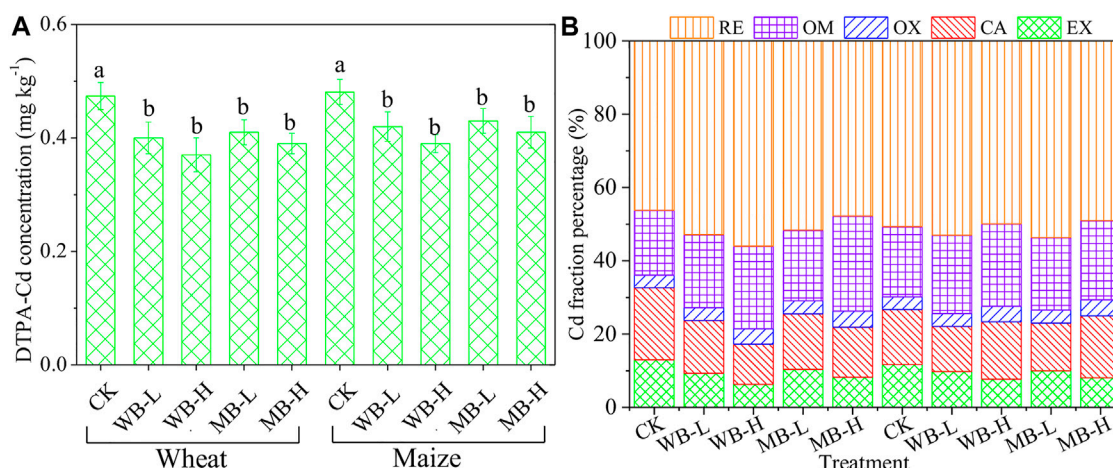 A
DTPA-Cd concentration (mg kg⁻¹)
0.6
0.4
0.2
0.0
a
b
b
b
b
a
b
b
b
b
CK
WB-L
WB-H
MB-L
MB-H
CK
WB-L
WB-H
MB-L
MB-H
Wheat
Maize
B
RE OM OX CA EX
Cd fraction percentage (%)
100
80
60
40
20
0
CK
WB-L
WB-H
MB-L
MB-H
CK
WB-L
WB-H
MB-L
MB-H
Treatment